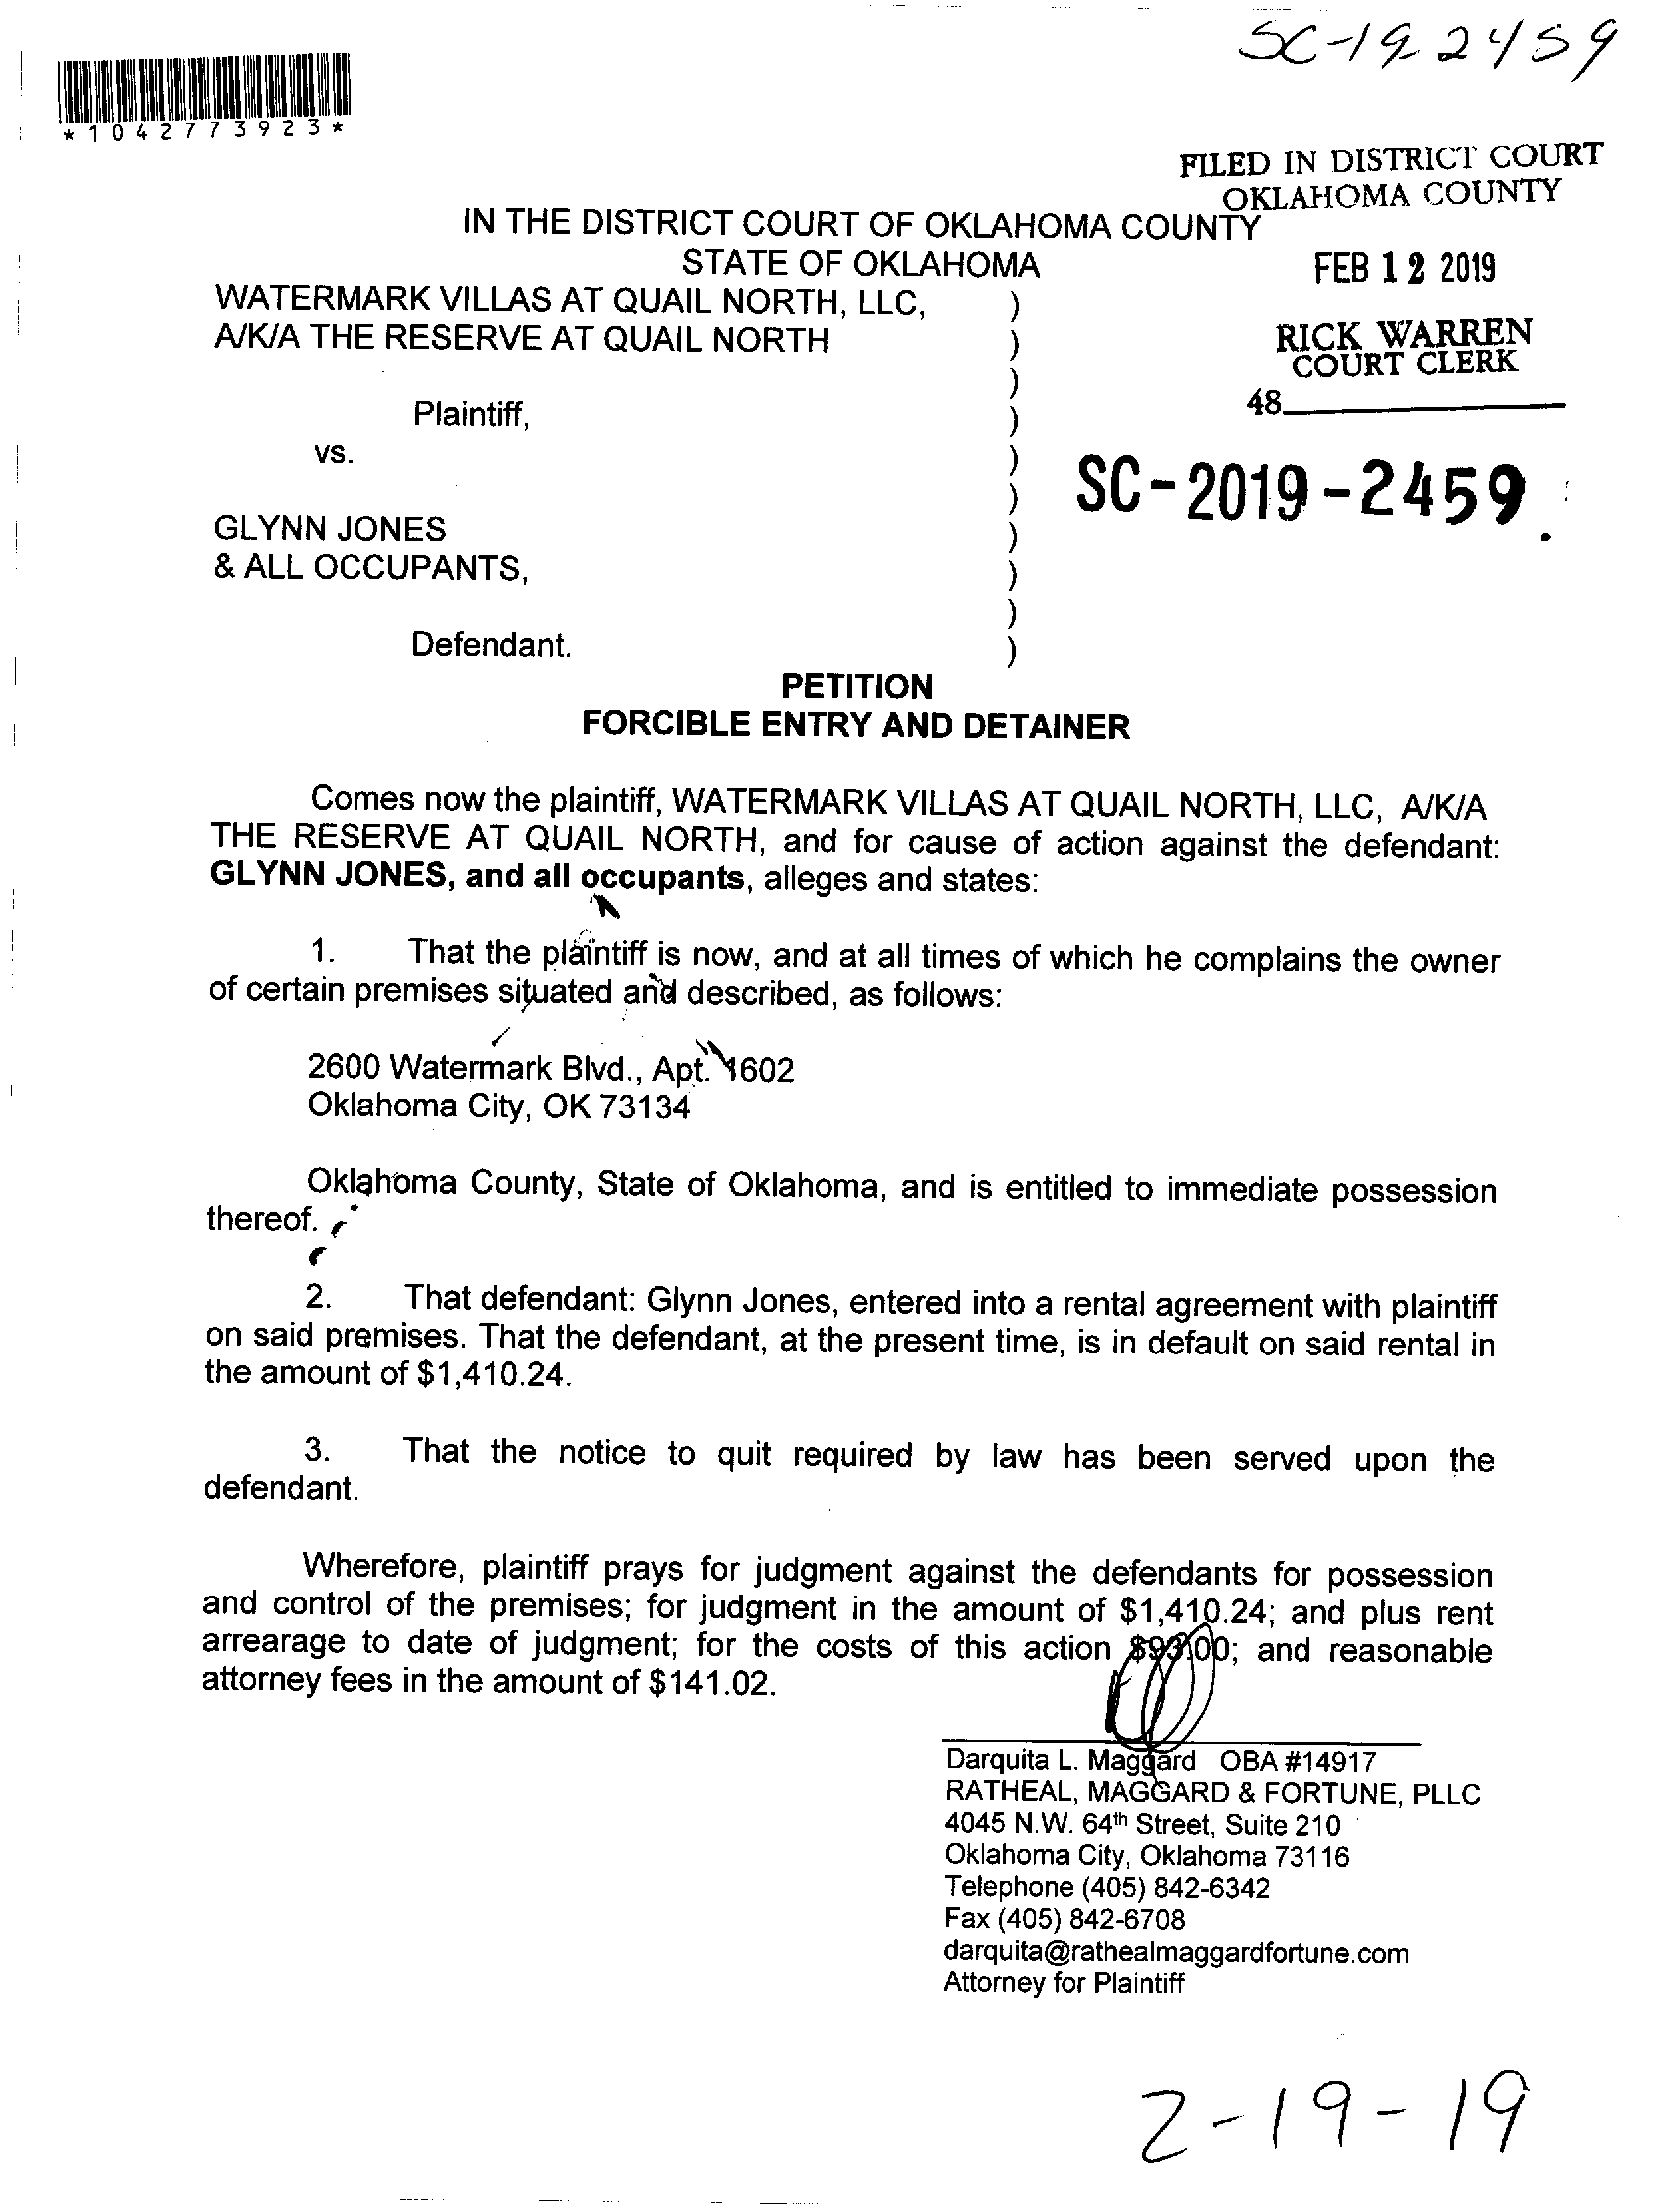 SC-19-2459
*1042773923*
FILED IN DISTRICT COURT
OKLAHOMA COUNTY
IN THE DISTRICT COURT OF OKLAHOMA COUNTY
STATE OF OKLAHOMA
FEB 12 2019
WATERMARK VILLAS AT QUAIL NORTH, LLC, )
A/K/A THE RESERVE AT QUAIL NORTH )
RICK WARREN
COURT CLERK
)
48
Plaintiff, )
vs. )
SC-2019-2459
)
GLYNN JONES )
& ALL OCCUPANTS, )
)
Defendant. )
PETITION
FORCIBLE ENTRY AND DETAINER
Comes now the plaintiff, WATERMARK VILLAS AT QUAIL NORTH, LLC, A/K/A
THE RESERVE AT QUAIL NORTH, and for cause of action against the defendant:
GLYNN JONES, and all occupants, alleges and states:
1. That the plaintiff is now, and at all times of which he complains the owner
of certain premises situated and described, as follows:
2600 Watermark Blvd., Apt. 1602
Oklahoma City, OK 73134
Oklahoma County, State of Oklahoma, and is entitled to immediate possession
thereof.
2. That defendant: Glynn Jones, entered into a rental agreement with plaintiff
on said premises. That the defendant, at the present time, is in default on said rental in
the amount of $1,410.24.
3. That the notice to quit required by law has been served upon the
defendant.
Wherefore, plaintiff prays for judgment against the defendants for possession
and control of the premises; for judgment in the amount of $1,410.24; and plus rent
arrearage to date of judgment; for the costs of this action $93.00; and reasonable
attorney fees in the amount of $141.02.
Darquita L. Maggard OBA #14917
RATHEAL, MAGGARD & FORTUNE, PLLC
4045 N.W. 64th Street, Suite 210
Oklahoma City, Oklahoma 73116
Telephone (405) 842-6342
Fax (405) 842-6708
darquita@rathealmaggardfortune.com
Attorney for Plaintiff
2-19-19